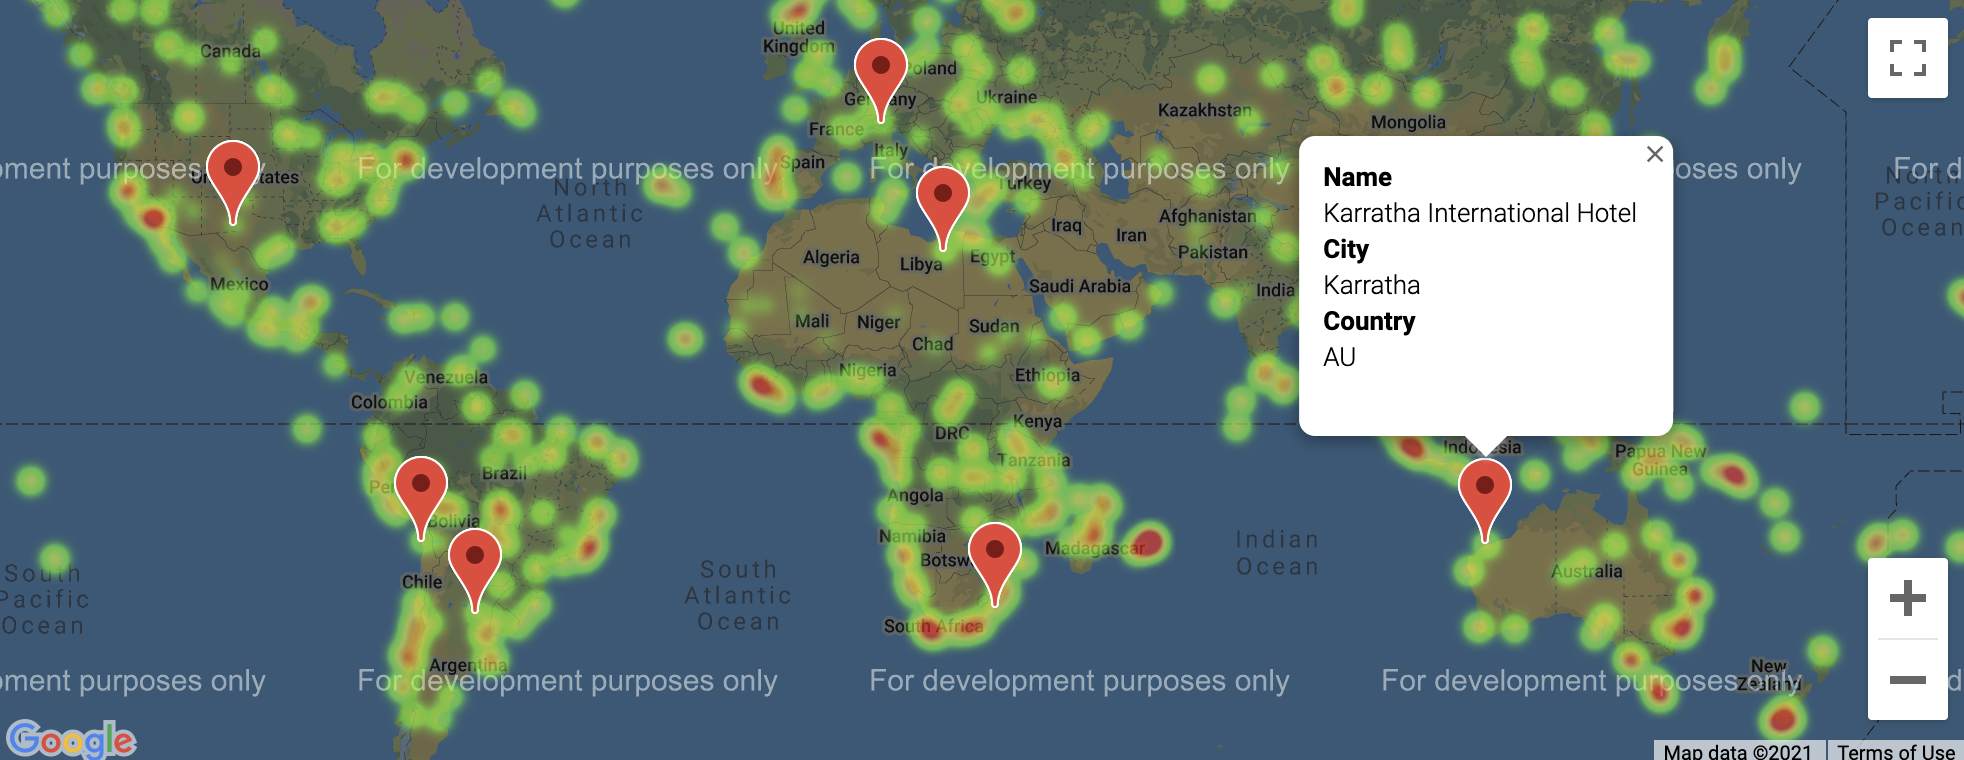 Canada
United
Kingdom
Poland
Germany
Ukraine
Kazakhstan
France
Mongolia
Italy
Spain
ment purposes only
For development purposes only
For development purposes only
oses only
For d
United States
Turkey
North
Atlantic
Ocean
North
Pacific
Ocean
Afghanistan
Iraq
Iran
Pakistan
Algeria
Libya
Egypt
Saudi Arabia
India
Mexico
Mali
Niger
Sudan
Chad
Nigeria
Ethiopia
Venezuela
Colombia
Kenya
DRC
Tanzania
Brazil
Peru
Angola
Bolivia
Namibia
Botsw
Madagascar
Chile
South Africa
Argentina
Indian
Ocean
South
Atlantic
Ocean
South
Pacific
Ocean
Name
Karratha International Hotel
City
Karratha
Country
AU
Indonesia
Papua New
Guinea
Australia
New
Zealand
ment purposes only
For development purposes only
For development purposes only
For development purposes only
d
Google
Map data ©2021
Terms of Use